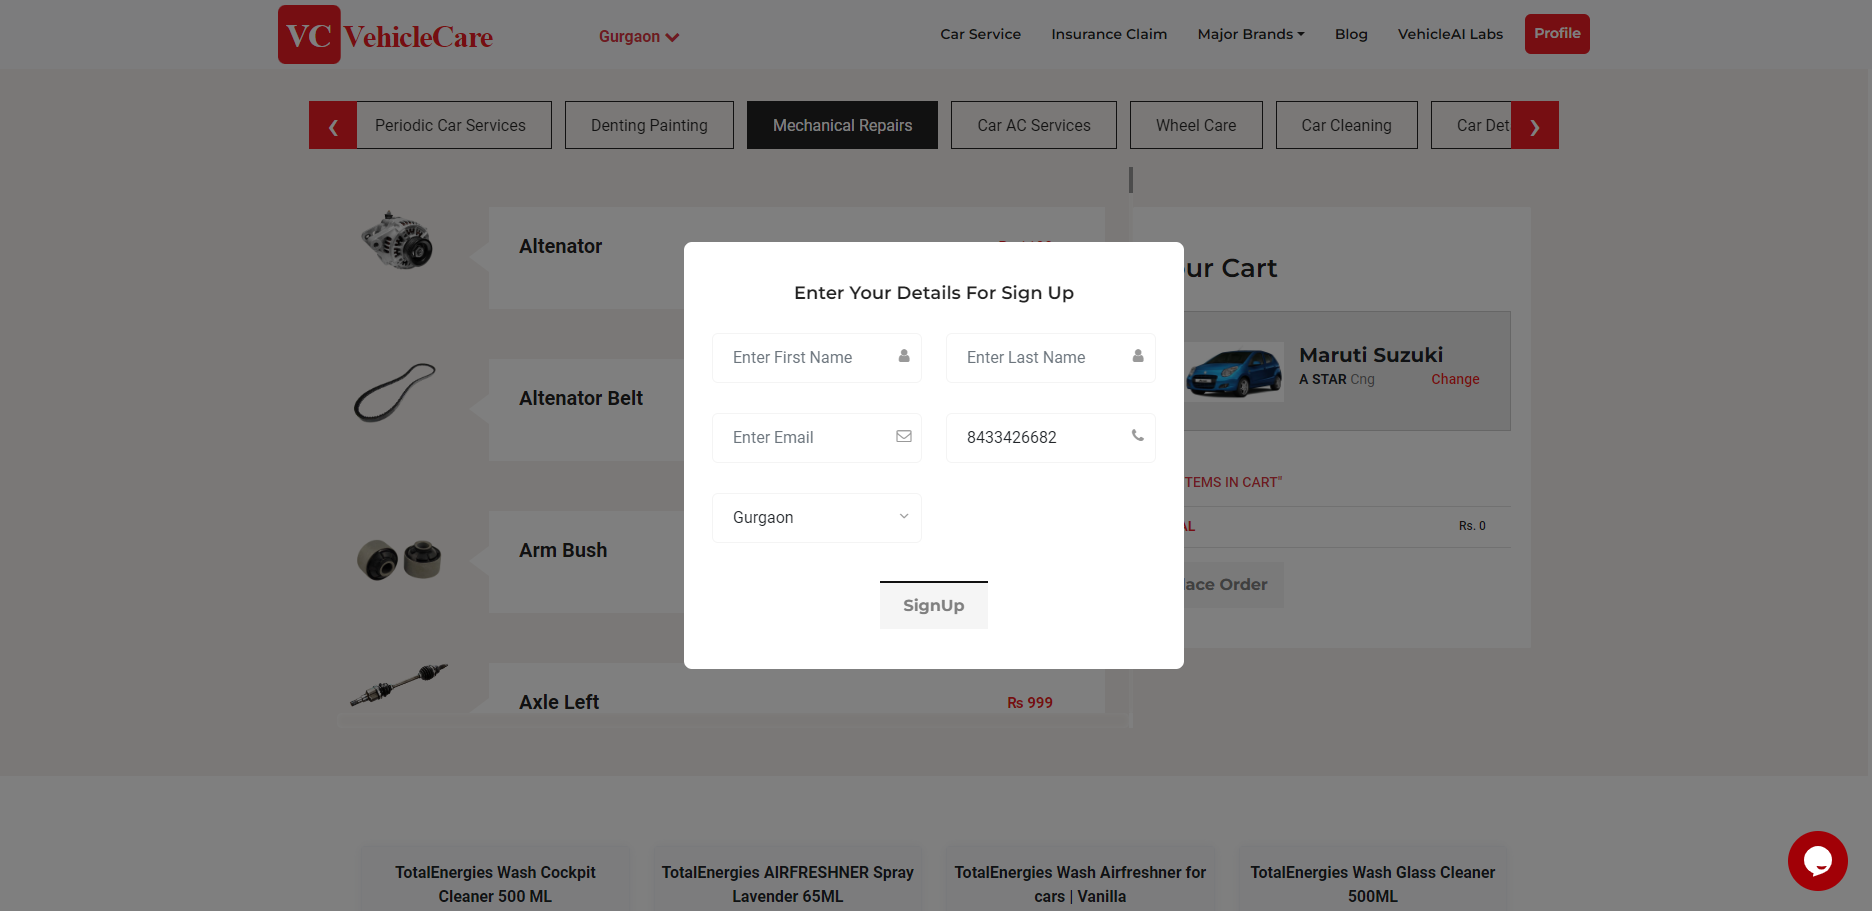 VC VehicleCare
Gurgaon
Car Service
Insurance Claim
Major Brands
Blog
VehicleAI Labs
Profile
Periodic Car Services
Denting Painting
Mechanical Repairs
Car AC Services
Wheel Care
Car Cleaning
Car Det
Altenator
Altenator Belt
Arm Bush
Axle Left
Rs 999
Enter Your Details For Sign Up
Enter First Name
Enter Last Name
Enter Email
8433426682
Gurgaon
SignUp
our Cart
Maruti Suzuki
A STAR Cng
Change
TEMS IN CART"
AL
Rs. 0
lace Order
TotalEnergies Wash Cockpit
Cleaner 500 ML
TotalEnergies AIRFRESHNER Spray
Lavender 65ML
TotalEnergies Wash Airfreshner for
cars | Vanilla
TotalEnergies Wash Glass Cleaner
500ML